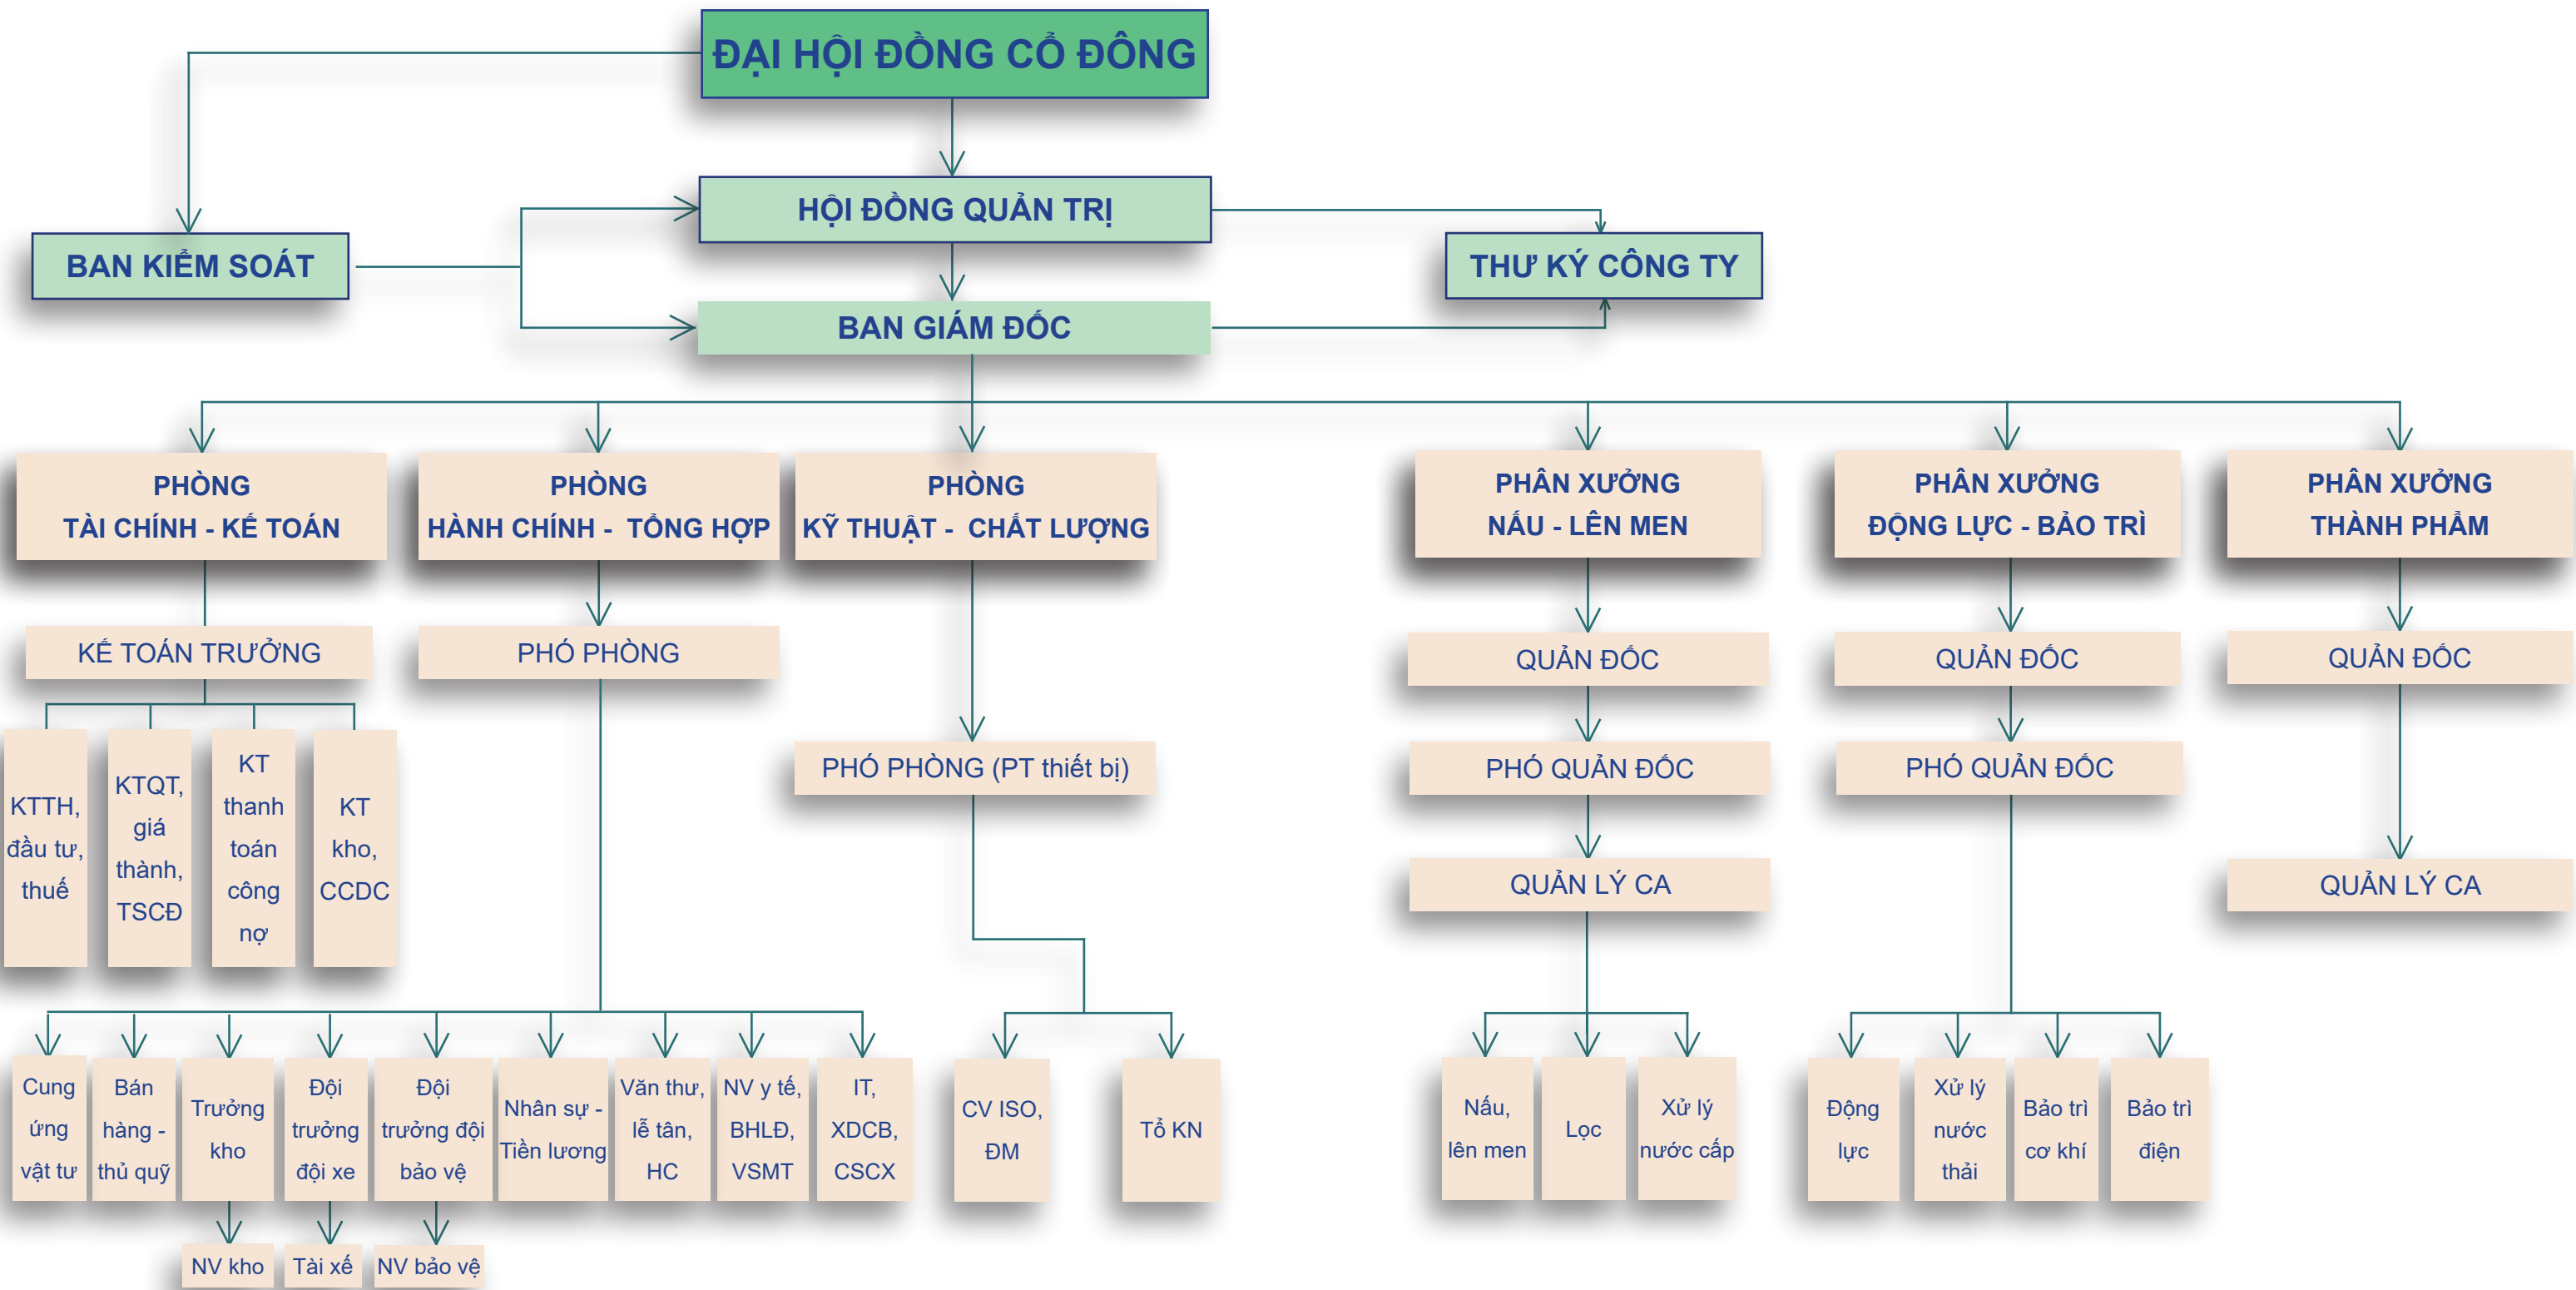 ĐẠI HỘI ĐỒNG CỔ ĐÔNG
HỘI ĐỒNG QUẢN TRỊ
BAN KIỂM SOÁT
THƯ KÝ CÔNG TY
BAN GIÁM ĐỐC
PHÒNG
TÀI CHÍNH - KẾ TOÁN
PHÒNG
HÀNH CHÍNH - TỔNG HỢP
PHÒNG
KỸ THUẬT - CHẤT LƯỢNG
PHÂN XƯỞNG
NẤU - LÊN MEN
PHÂN XƯỞNG
ĐỘNG LỰC - BẢO TRÌ
PHÂN XƯỞNG
THÀNH PHẨM
KẾ TOÁN TRƯỞNG
PHÓ PHÒNG
QUẢN ĐỐC
QUẢN ĐỐC
QUẢN ĐỐC
PHÓ PHÒNG (PT thiết bị)
PHÓ QUẢN ĐỐC
PHÓ QUẢN ĐỐC
KTTH,
đầu tư,
thuế
KTQT,
giá
thành,
TSCĐ
KT
thanh
toán
công
nợ
KT
kho,
CCDC
QUẢN LÝ CA
QUẢN LÝ CA
Cung
ứng
vật tư
Bán
hàng -
thủ quỹ
Trưởng
kho
Đội
trưởng
đội xe
Đội
trưởng đội
bảo vệ
Nhân sự -
Tiền lương
Văn thư,
lễ tân,
HC
NV y tế,
BHLĐ,
VSMT
IT,
XDCB,
CSCX
CV ISO,
ĐM
Tổ KN
Nấu,
lên men
Lọc
Xử lý
nước cấp
Động
lực
Xử lý
nước
thải
Bảo trì
cơ khí
Bảo trì
điện
NV kho
Tài xế
NV bảo vệ